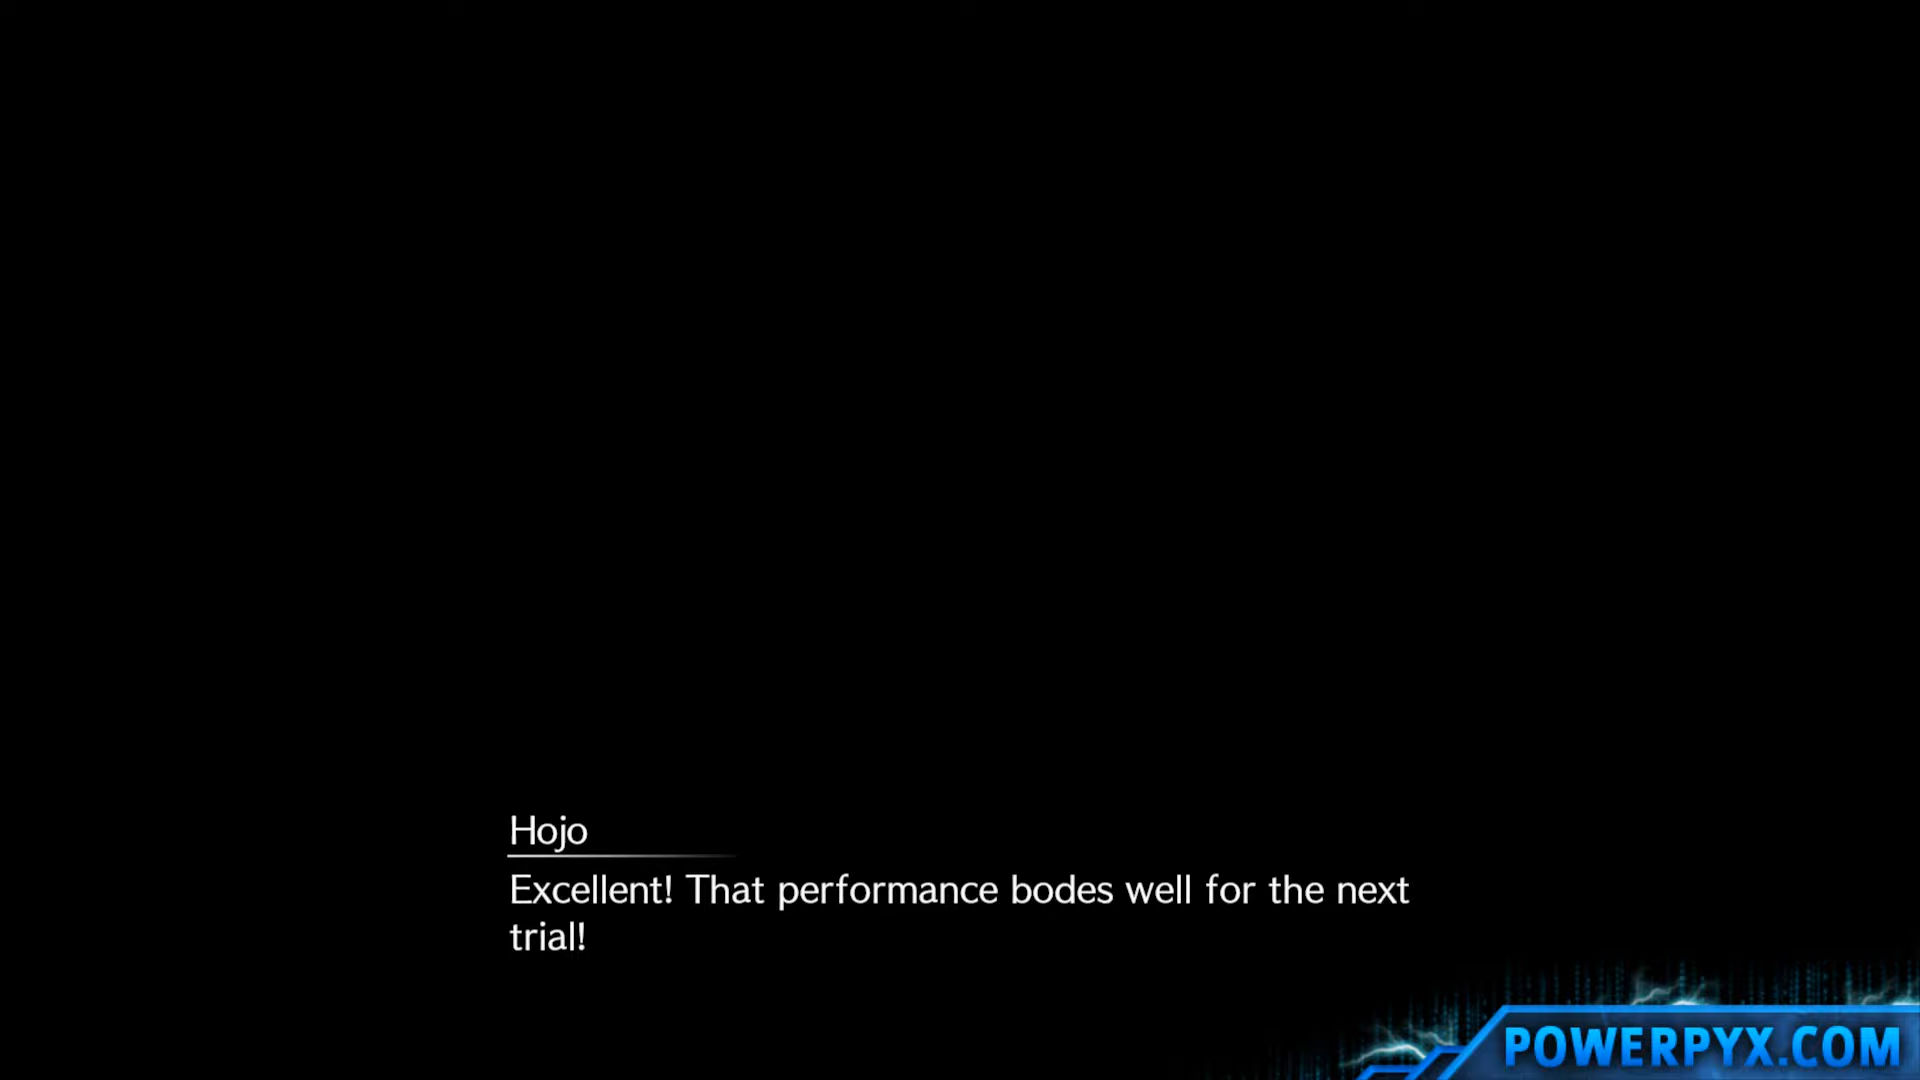 Hojo
Excellent! That performance bodes well for the next
trial!
POWERPYX.COM